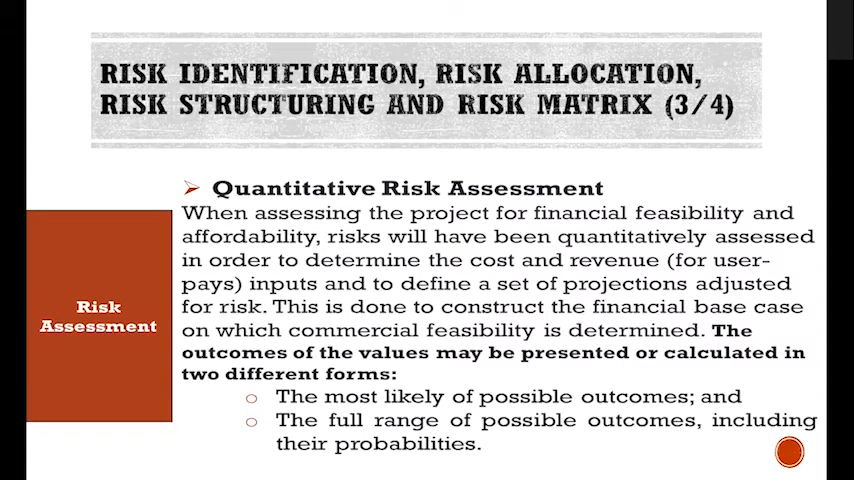 RISK IDENTIFICATION, RISK ALLOCATION,
RISK STRUCTURING AND RISK MATRIX (3/4)
➢ Quantitative Risk Assessment
When assessing the project for financial feasibility and
affordability, risks will have been quantitatively assessed
in order to determine the cost and revenue (for user-
pays) inputs and to define a set of projections adjusted
for risk. This is done to construct the financial base case
on which commercial feasibility is determined. The
outcomes of the values may be presented or calculated in
two different forms:
o The most likely of possible outcomes; and
o The full range of possible outcomes, including
their probabilities.
Risk
Assessment